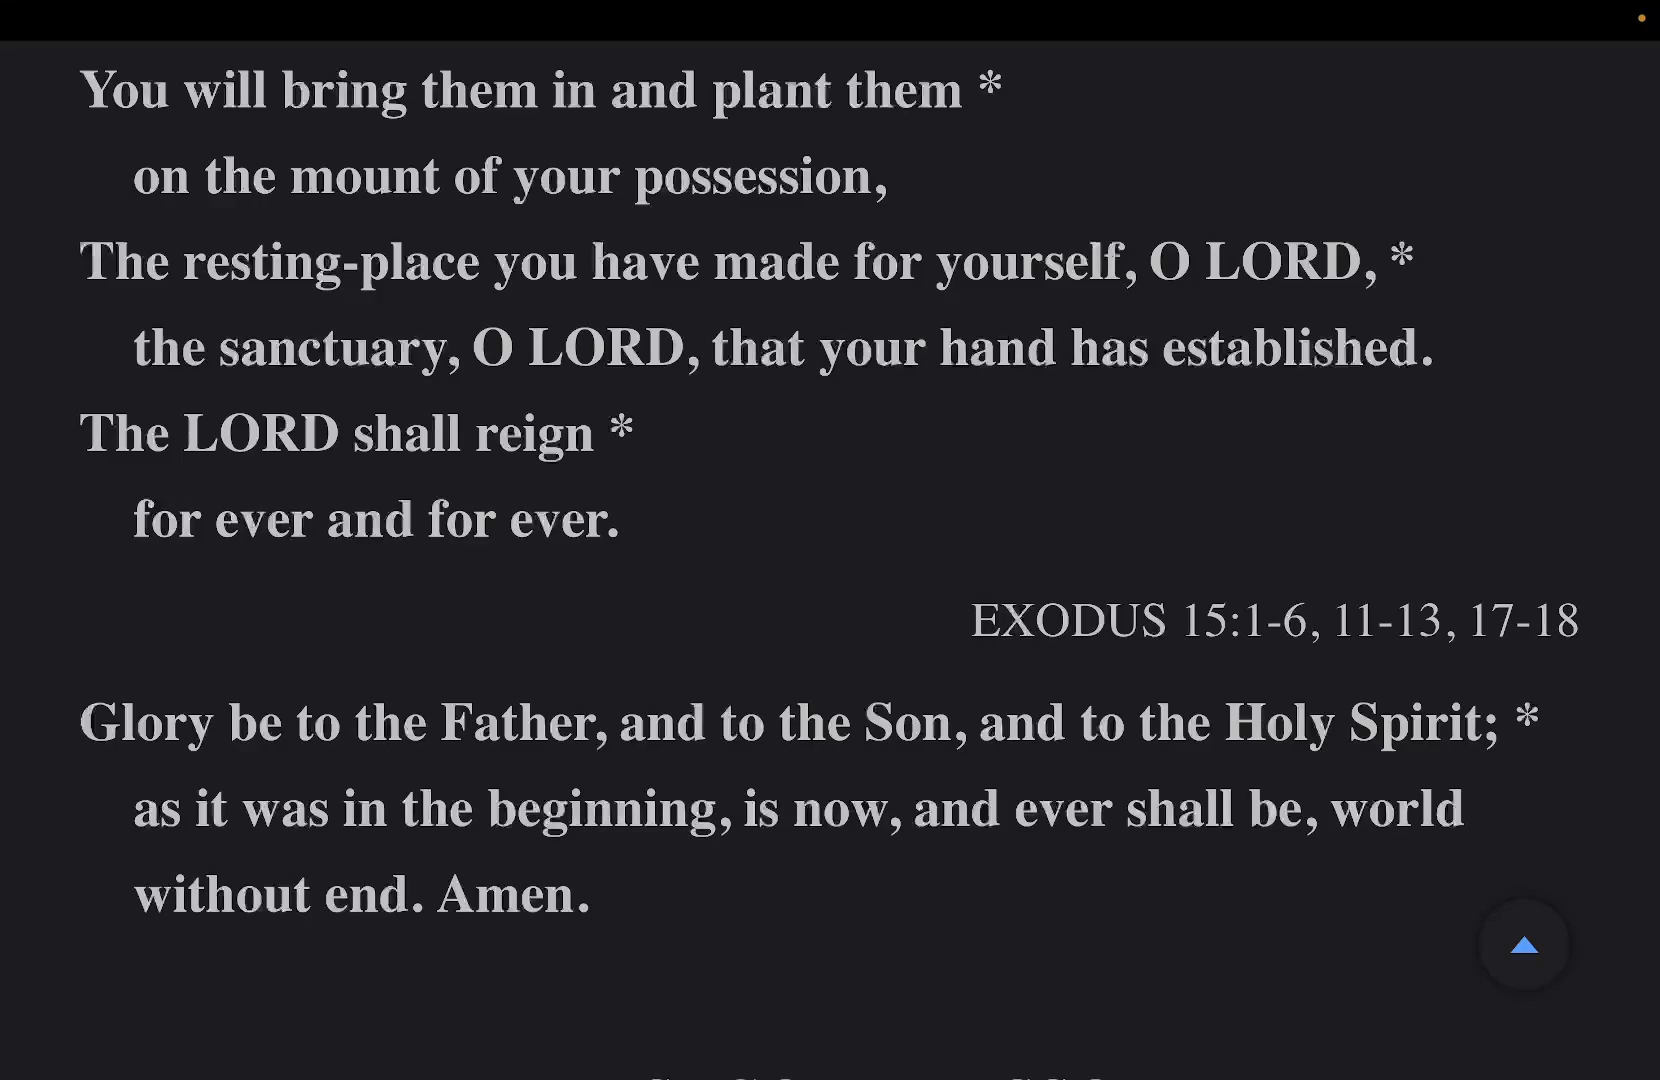 You will bring them in and plant them *
on the mount of your possession,
The resting-place you have made for yourself, O LORD, *
the sanctuary, O LORD, that your hand has established.
The LORD shall reign *
for ever and for ever.
EXODUS 15:1-6, 11-13, 17-18
Glory be to the Father, and to the Son, and to the Holy Spirit; *
as it was in the beginning, is now, and ever shall be, world
without end. Amen.